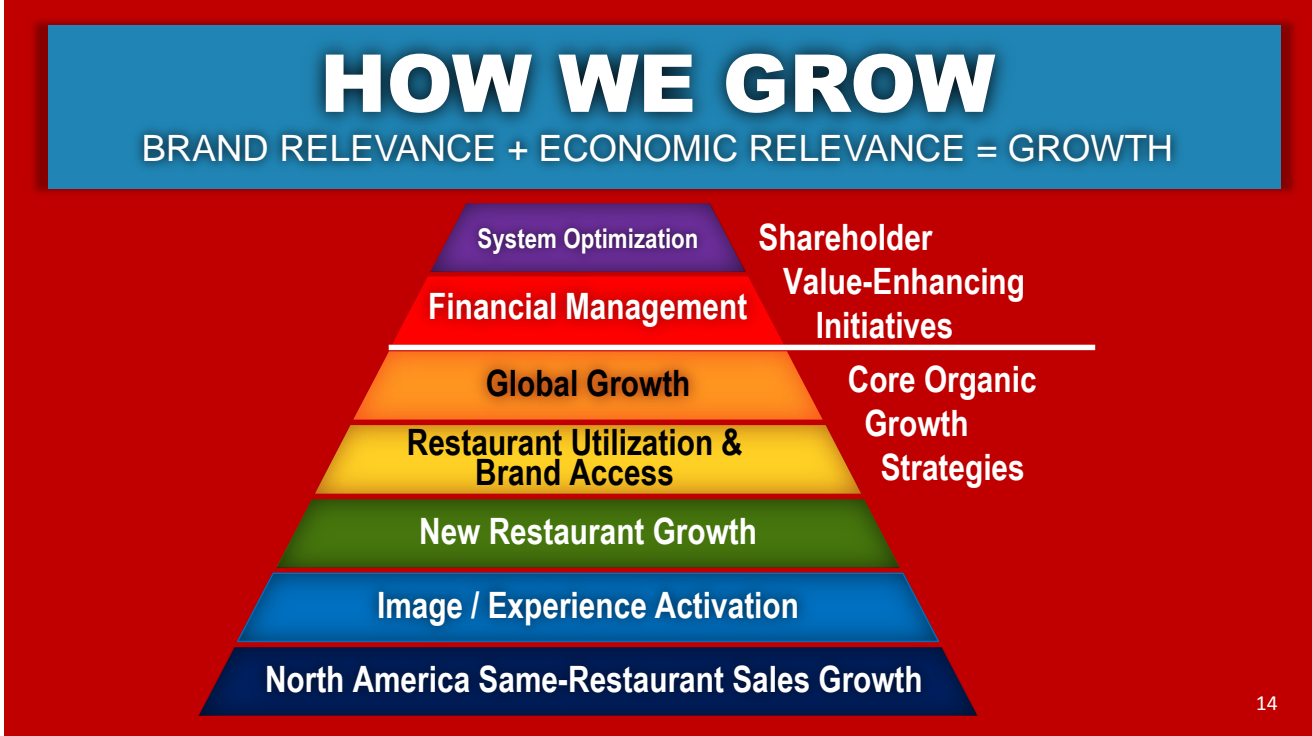 HOW WE GROW
BRAND RELEVANCE + ECONOMIC RELEVANCE = GROWTH
System Optimization
Financial Management
Shareholder
Value-Enhancing
Initiatives
Global Growth
Restaurant Utilization &
Brand Access
Core Organic
Growth
Strategies
New Restaurant Growth
Image / Experience Activation
North America Same-Restaurant Sales Growth
14